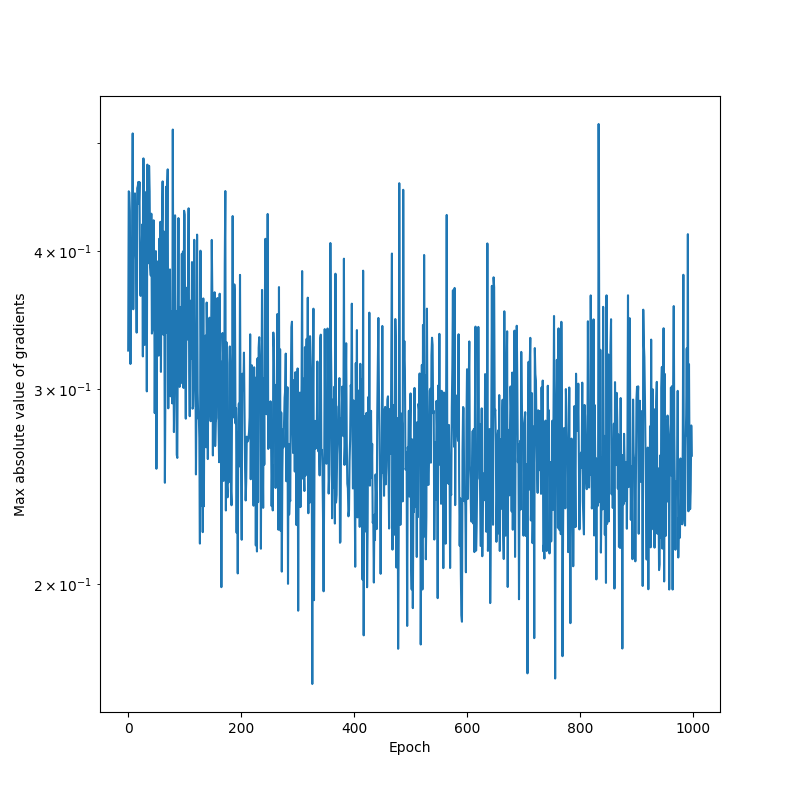 Max absolute value of gradients
4 × 10⁻¹
3 × 10⁻¹
2 × 10⁻¹
0 200 400 600 800 1000
Epoch